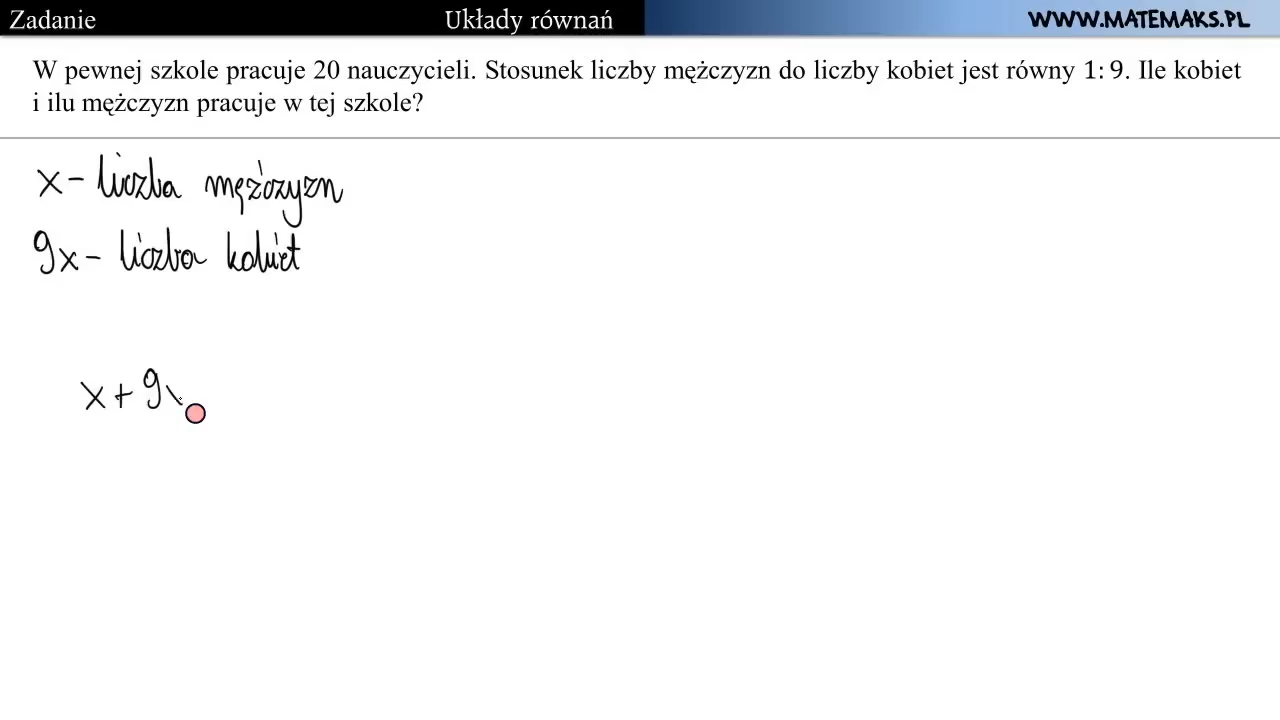 Zadanie Układy równań WWW.MATEMAKS.PL
W pewnej szkole pracuje 20 nauczycieli. Stosunek liczby mężczyzn do liczby kobiet jest równy 1: 9. Ile kobiet
i ilu mężczyzn pracuje w tej szkole?
x – liczba mężczyzn
9x – liczba kobiet
x + 9x